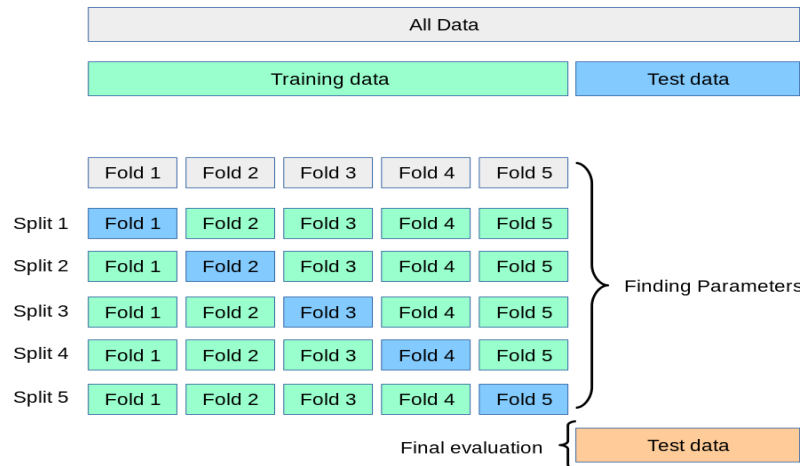 All Data
Training data Test data
Fold 1 Fold 2 Fold 3 Fold 4 Fold 5
Split 1 Fold 1 Fold 2 Fold 3 Fold 4 Fold 5
Split 2 Fold 1 Fold 2 Fold 3 Fold 4 Fold 5
Finding Parameters
Split 3 Fold 1 Fold 2 Fold 3 Fold 4 Fold 5
Split 4 Fold 1 Fold 2 Fold 3 Fold 4 Fold 5
Split 5 Fold 1 Fold 2 Fold 3 Fold 4 Fold 5
Final evaluation Test data